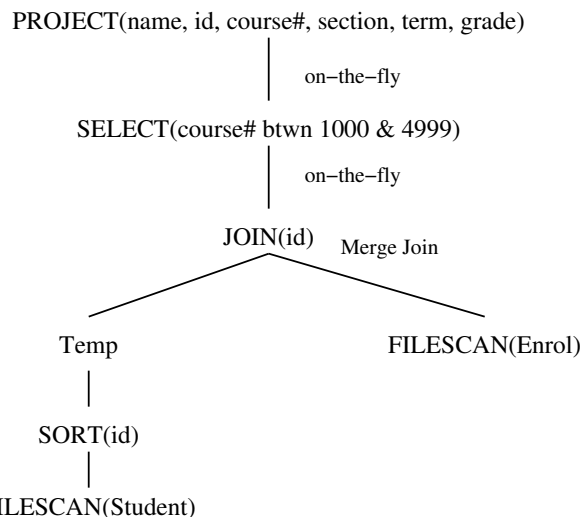 PROJECT(name, id, course#, section, term, grade)
on-the-fly
SELECT(course# btwn 1000 & 4999)
on-the-fly
JOIN(id)
Merge Join
Temp
FILESCAN(Enrol)
SORT(id)
ILESCAN(Student)